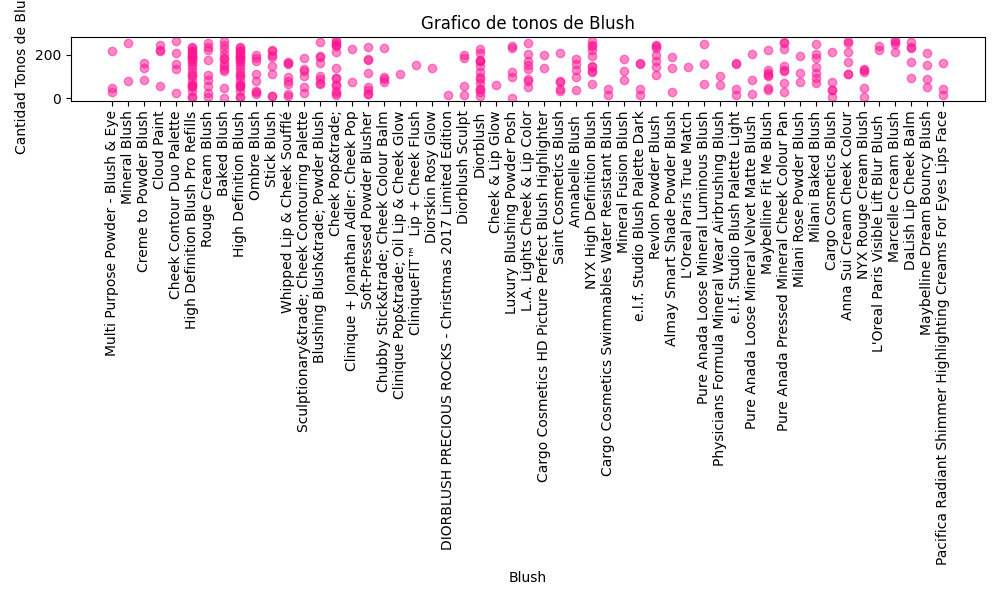 Grafico de tonos de Blush
Cantidad Tonos de Blu
200
0
Multi Purpose Powder - Blush & Eye
Mineral Blush
Creme to Powder Blush
Cloud Paint
Cheek Contour Duo Palette
High Definition Blush Pro Refills
Rouge Cream Blush
Baked Blush
High Definition Blush
Ombre Blush
Stick Blush
Whipped Lip & Cheek Soufflé
Sculptionary&trade; Cheek Contouring Palette
Blushing Blush&trade; Powder Blush
Cheek Pop&trade;
Clinique + Jonathan Adler: Cheek Pop
Soft-Pressed Powder Blusher
Chubby Stick&trade; Cheek Colour Balm
Clinique Pop&trade; Oil Lip & Cheek Glow
CliniqueFIT™ Lip + Cheek Flush
Diorskin Rosy Glow
DIORBLUSH PRECIOUS ROCKS - Christmas 2017 Limited Edition
Diorblush Sculpt
Diorblush
Cheek & Lip Glow
Luxury Blushing Powder Posh
L.A. Lights Cheek & Lip Color
Cargo Cosmetics HD Picture Perfect Blush Highlighter
Saint Cosmetics Blush
Annabelle Blush
NYX High Definition Blush
Cargo Cosmetics Swimmables Water Resistant Blush
Mineral Fusion Blush
e.l.f. Studio Blush Palette Dark
Revlon Powder Blush
Almay Smart Shade Powder Blush
L'Oreal Paris True Match
Pure Anada Loose Mineral Luminous Blush
Physicians Formula Mineral Wear Airbrushing Blush
e.l.f. Studio Blush Palette Light
Pure Anada Loose Mineral Velvet Matte Blush
Maybelline Fit Me Blush
Pure Anada Pressed Mineral Cheek Colour Pan
Milani Rose Powder Blush
Milani Baked Blush
Cargo Cosmetics Blush
Anna Sui Cream Cheek Colour
NYX Rouge Cream Blush
L'Oreal Paris Visible Lift Blur Blush
Marcelle Cream Blush
DaLish Lip Cheek Balm
Maybelline Dream Bouncy Blush
Pacifica Radiant Shimmer Highlighting Creams For Eyes Lips Face
Blush